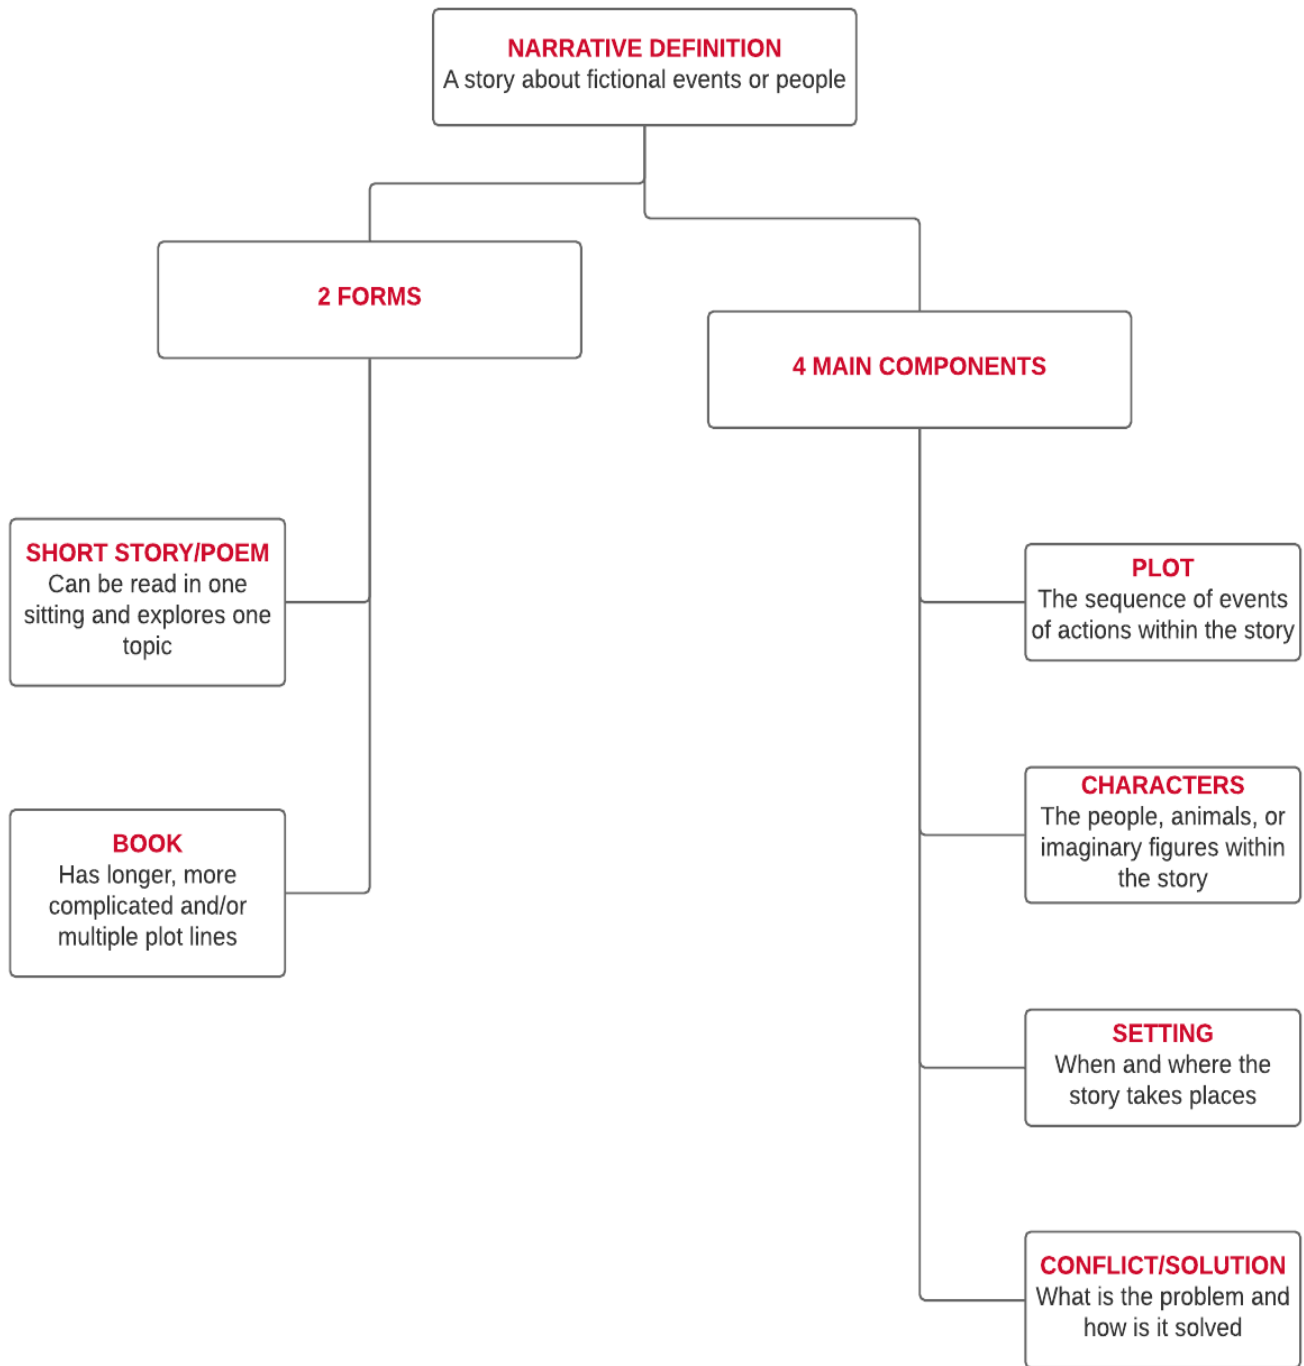 NARRATIVE DEFINITION
A story about fictional events or people
2 FORMS
4 MAIN COMPONENTS
SHORT STORY/POEM
Can be read in one
sitting and explores one
topic
BOOK
Has longer, more
complicated and/or
multiple plot lines
PLOT
The sequence of events
of actions within the story
CHARACTERS
The people, animals, or
imaginary figures within
the story
SETTING
When and where the
story takes places
CONFLICT/SOLUTION
What is the problem and
how is it solved